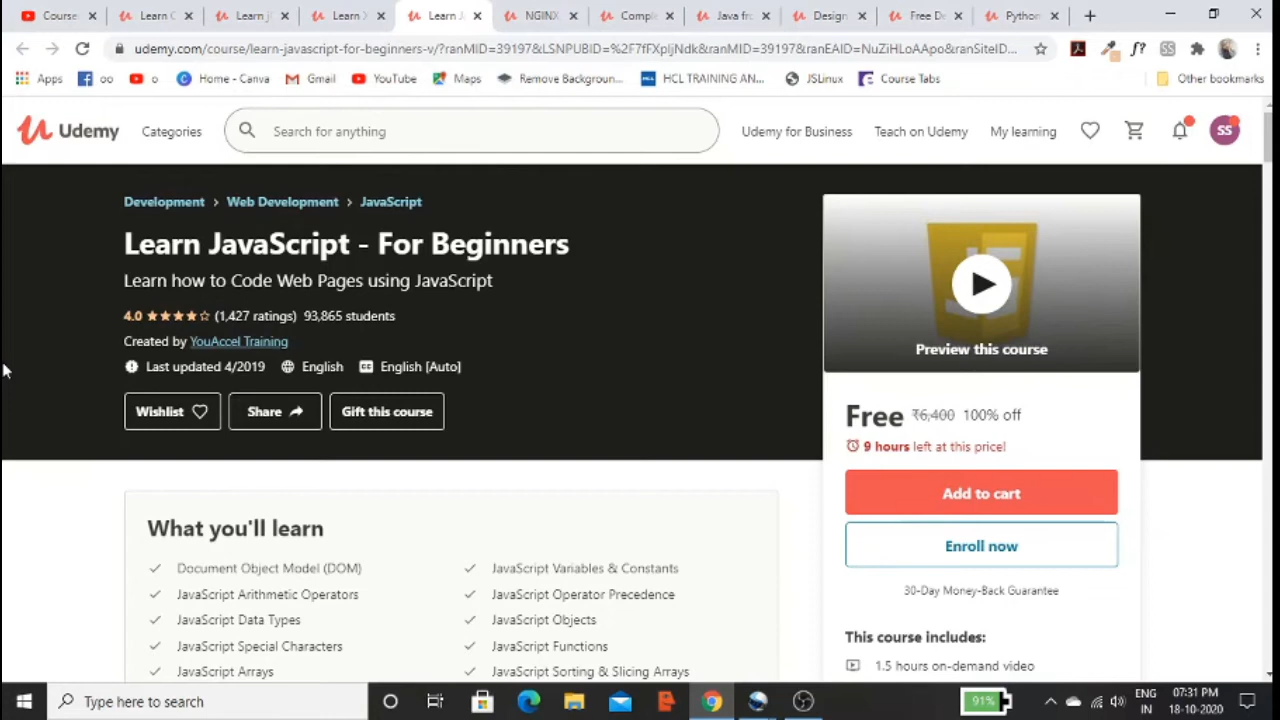 Course
Learn C
Learn j
Learn X
Learn J
NGINX
Comple
Java fr
Design
Free De
Python
udemy.com/course/learn-javascript-for-beginners-v/?ranMID=39197&LSNPUBID=%2F7fFXpljNdk&ranMID=39197&ranEAID=NuZiHLoAApo&ranSiteID...
Apps
oo
o
Home - Canva
Gmail
YouTube
Maps
Remove Backgroun...
HCL TRAINING AN...
JSLinux
Course Tabs
Other bookmarks
Udemy
Categories
Search for anything
Udemy for Business
Teach on Udemy
My learning
SS
Development > Web Development > JavaScript
Learn JavaScript - For Beginners
Learn how to Code Web Pages using JavaScript
4.0 (1,427 ratings) 93,865 students
Created by YouAccel Training
Last updated 4/2019 English English [Auto]
Wishlist
Share
Gift this course
Preview this course
Free ₹6,400 100% off
9 hours left at this price!
Add to cart
Enroll now
30-Day Money-Back Guarantee
This course includes:
1.5 hours on-demand video
What you'll learn
Document Object Model (DOM)
JavaScript Variables & Constants
JavaScript Arithmetic Operators
JavaScript Operator Precedence
JavaScript Data Types
JavaScript Objects
JavaScript Special Characters
JavaScript Functions
JavaScript Arrays
JavaScript Sorting & Slicing Arrays
Type here to search
91%
ENG
IN
07:31 PM
18-10-2020